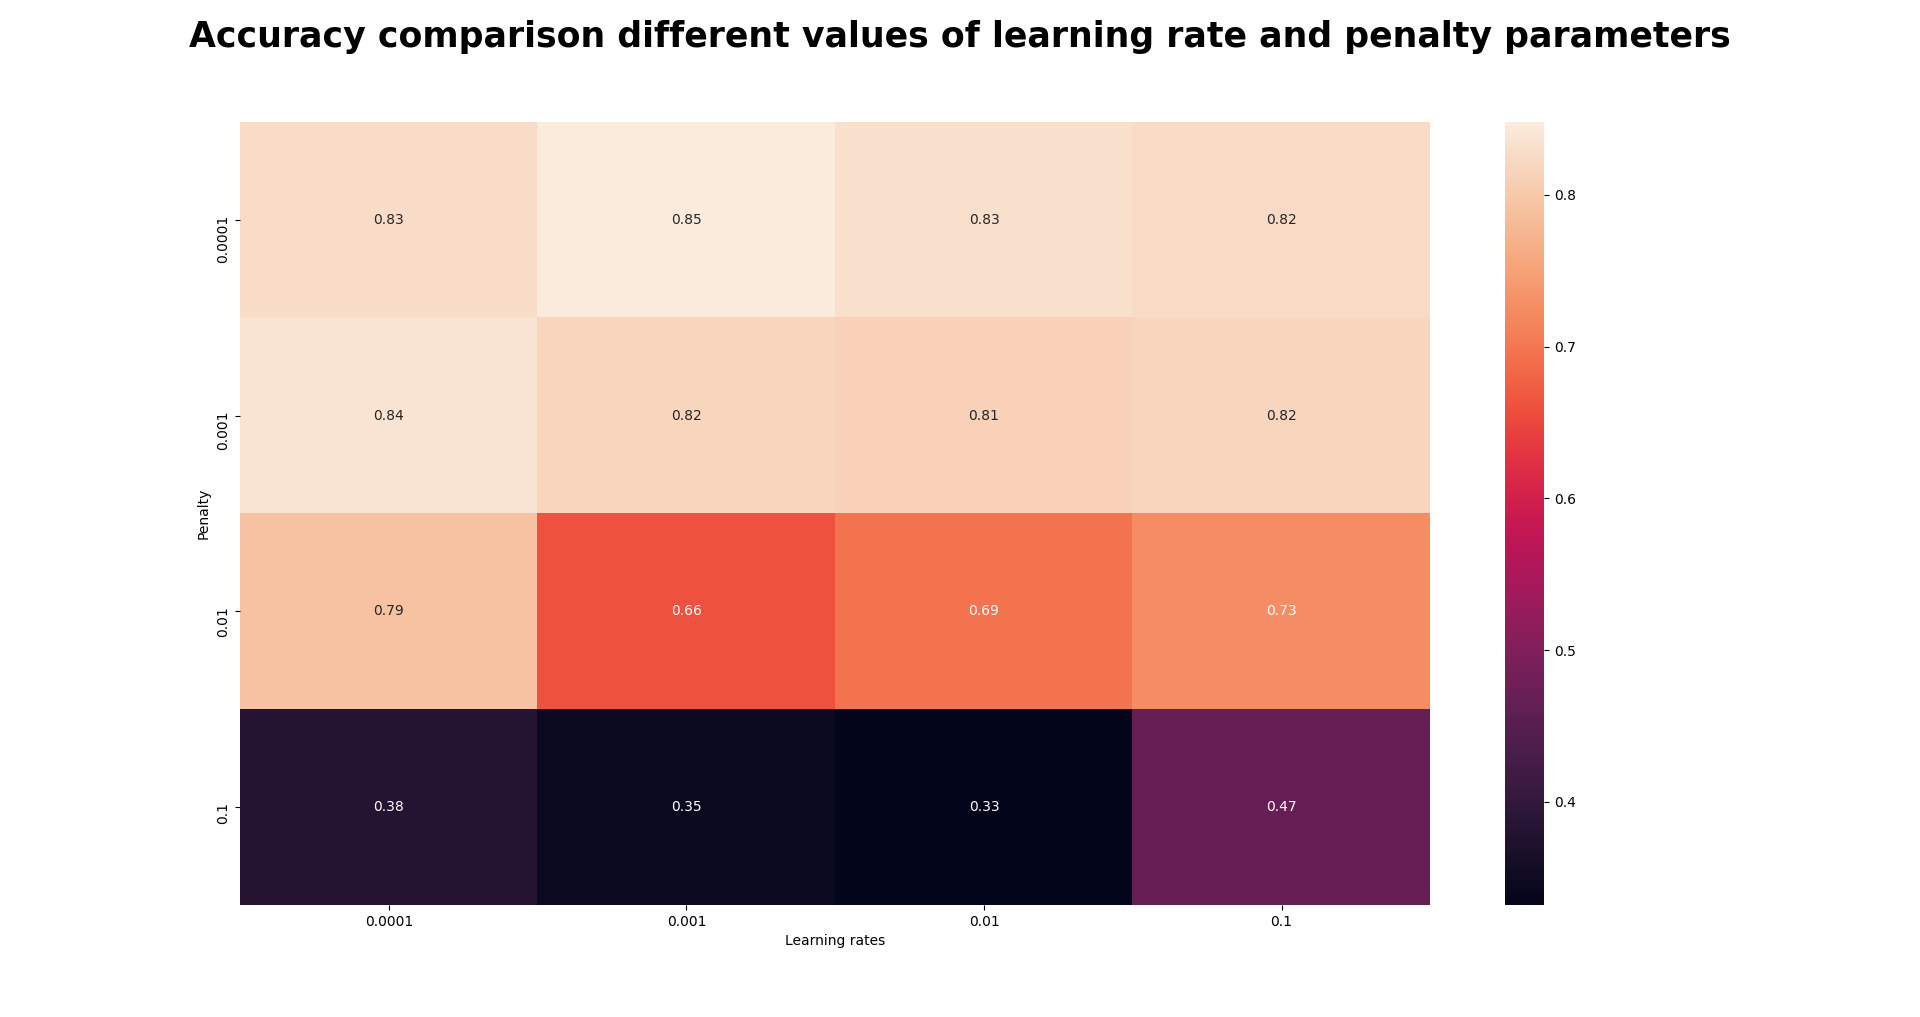 Accuracy comparison different values of learning rate and penalty parameters
0.83 0.85 0.83 0.82
0.0001
0.84 0.82 0.81 0.82
0.001
Penalty
0.79 0.66 0.69 0.73
0.01
0.38 0.35 0.33 0.47
0.1
0.0001 0.001 0.01 0.1
Learning rates
0.8
0.7
0.6
0.5
0.4